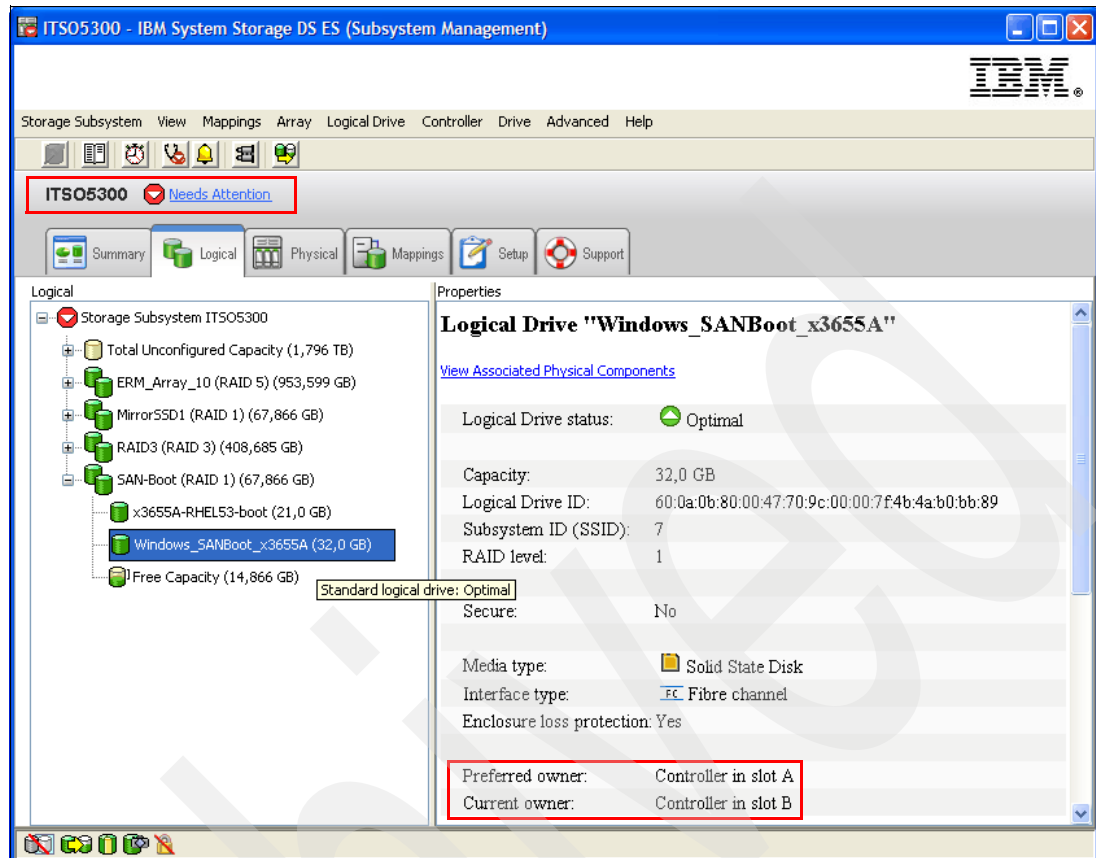 ITSO5300 - IBM System Storage DS ES (Subsystem Management)
IBM®
Storage Subsystem View Mappings Array Logical Drive Controller Drive Advanced Help
ITSO5300 Needs Attention
Summary Logical Physical Mappings Setup Support
Logical
Storage Subsystem ITSO5300
Total Unconfigured Capacity (1,796 TB)
ERM_Array_10 (RAID 5) (953,599 GB)
MirrorSSD1 (RAID 1) (67,866 GB)
RAID3 (RAID 3) (408,685 GB)
SAN-Boot (RAID 1) (67,866 GB)
x3655A-RHEL53-boot (21,0 GB)
Windows_SANBoot_x3655A (32,0 GB)
Free Capacity (14,866 GB)
Standard logical drive: Optimal
Properties
Logical Drive "Windows_SANBoot_x3655A"
View Associated Physical Components
Logical Drive status: Optimal
Capacity: 32,0 GB
Logical Drive ID: 60:0a:0b:80:00:47:70:9c:00:00:7f:4b:4a:b0:bb:89
Subsystem ID (SSID): 7
RAID level: 1
Secure: No
Media type: Solid State Disk
Interface type: FC Fibre channel
Enclosure loss protection: Yes
Preferred owner: Controller in slot A
Current owner: Controller in slot B